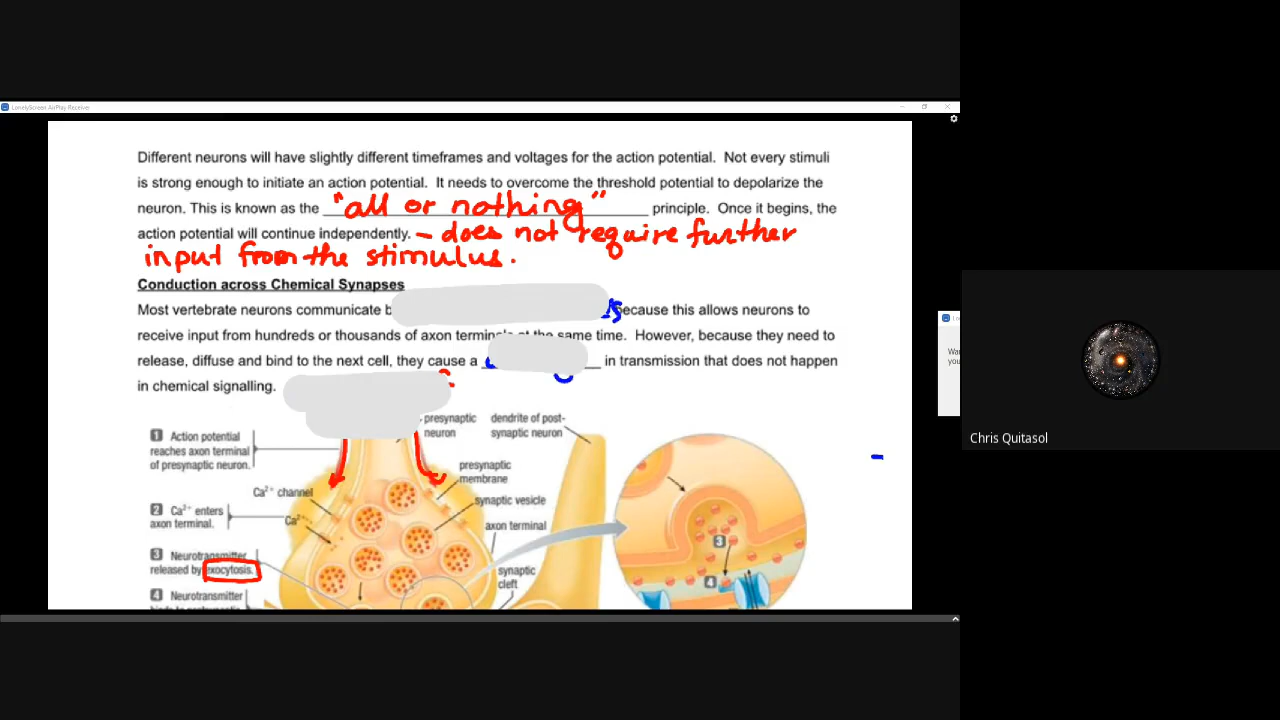 LonelyScreen AirPlay Receiver
Different neurons will have slightly different timeframes and voltages for the action potential. Not every stimuli
is strong enough to initiate an action potential. It needs to overcome the threshold potential to depolarize the
neuron. This is known as the "all or nothing" principle. Once it begins, the
action potential will continue independently. - does not require further
input from the stimulus.
Conduction across Chemical Synapses
Most vertebrate neurons communicate because this allows neurons to
receive input from hundreds or thousands of axon terminals at the same time. However, because they need to
release, diffuse and bind to the next cell, they cause a in transmission that does not happen
in chemical signalling.
1 Action potential
reaches axon terminal
of presynaptic neuron.
presynaptic
neuron
dendrite of post-
synaptic neuron
presynaptic
membrane
Ca2+ channel
synaptic vesicle
2 Ca2+ enters
axon terminal.
Ca2+
axon terminal
3 Neurotransmitter
released by exocytosis.
synaptic
cleft
4 Neurotransmitter
3
4
Chris Quitasol